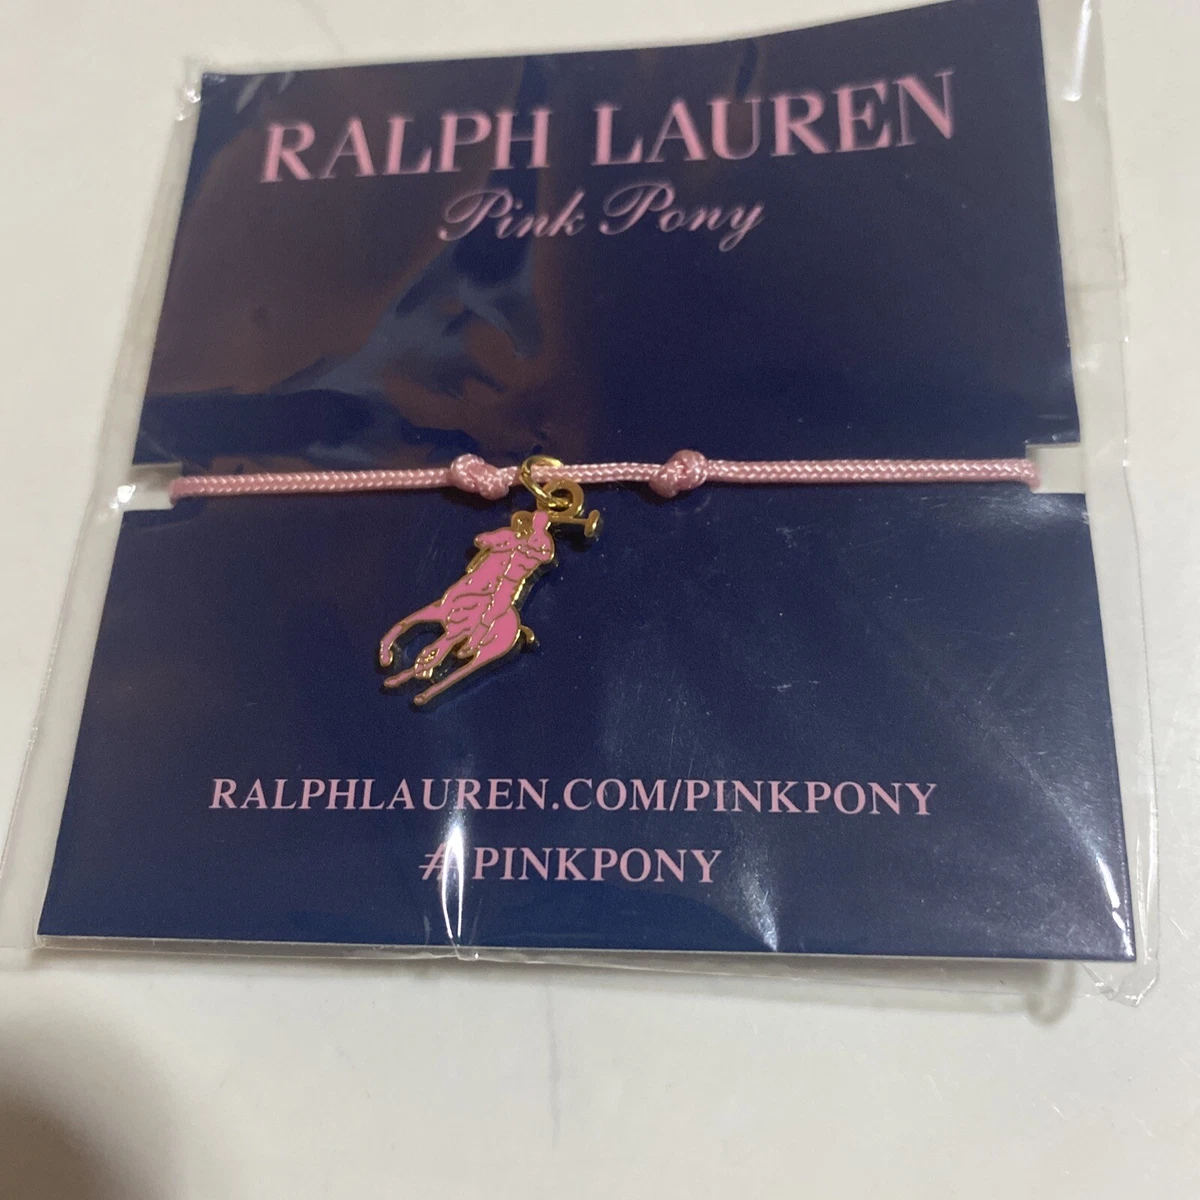 RALPH LAUREN
Pink Pony
RALPHLAUREN.COM/PINKPONY
# PINKPONY